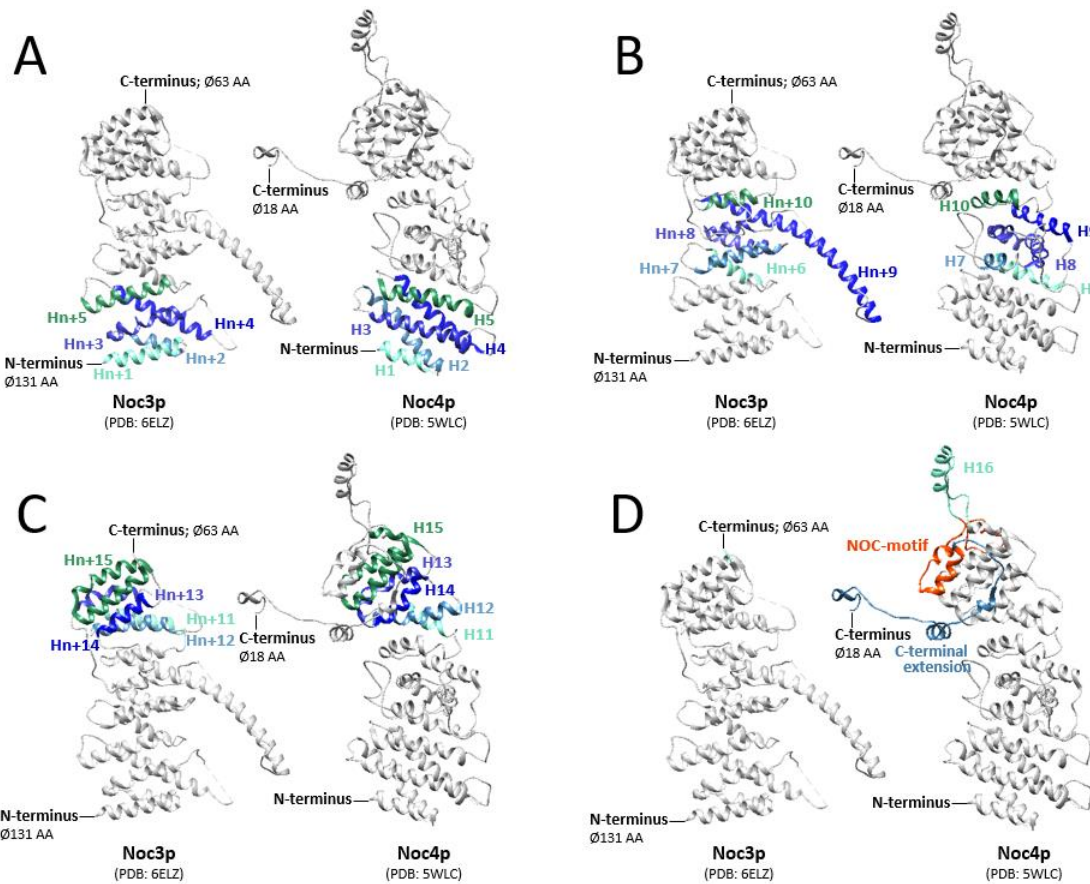 A
C-terminus; Ø63 AA
C-terminus
Ø18 AA
Hn+5
Hn+4
Hn+3
Hn+2
N-terminus
Ø131 AA
Hn+1
H5
H3
N-terminus
H4
H1
H2
Noc3p
(PDB: 6ELZ)
Noc4p
(PDB: 5WLC)
B
C-terminus; Ø63 AA
C-terminus
Ø18 AA
Hn+10
Hn+8
Hn+7
Hn+6
Hn+9
N-terminus
Ø131 AA
H10
H9
H7
H8
H
N-terminus
Noc3p
(PDB: 6ELZ)
Noc4p
(PDB: 5WLC)
C
C-terminus; Ø63 AA
Hn+15
Hn+13
Hn+11
Hn+12
Hn+14
C-terminus
Ø18 AA
H15
H13
H14
H12
H11
N-terminus
Ø131 AA
N-terminus
Noc3p
(PDB: 6ELZ)
Noc4p
(PDB: 5WLC)
D
C-terminus; Ø63 AA
H16
NOC-motif
C-terminus
Ø18 AA
C-terminal
extension
N-terminus
Ø131 AA
N-terminus
Noc3p
(PDB: 6ELZ)
Noc4p
(PDB: 5WLC)